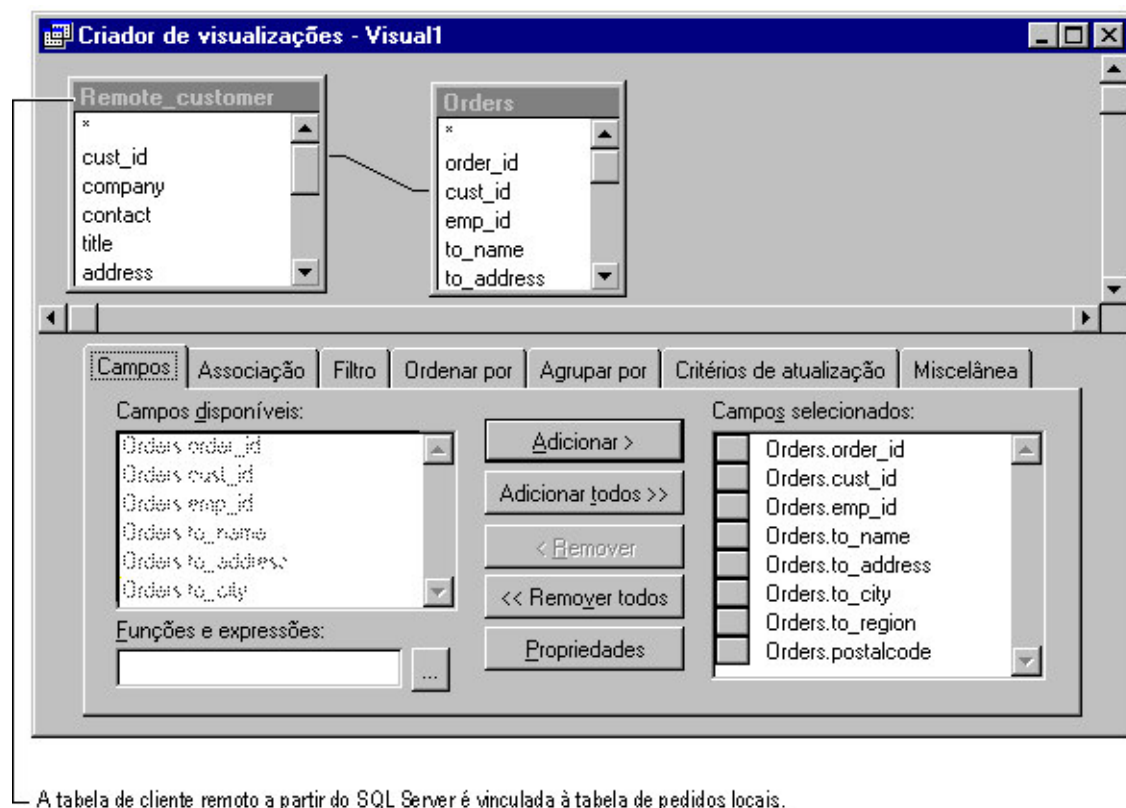 Criador de visualizações - Visual1
Remote_customer
*
cust_id
company
contact
title
address
Orders
*
order_id
cust_id
emp_id
to_name
to_address
Campos
Associação
Filtro
Ordenar por
Agrupar por
Critérios de atualização
Miscelânea
Campos disponíveis:
Orders.order_id
Orders.cust_id
Orders.emp_id
Orders.to_name
Orders.to_address
Orders.to_city
Funções e expressões:
...
Adicionar >
Adicionar todos >>
< Remover
<< Remover todos
Propriedades
Campos selecionados:
Orders.order_id
Orders.cust_id
Orders.emp_id
Orders.to_name
Orders.to_address
Orders.to_city
Orders.to_region
Orders.postalcode
A tabela de cliente remoto a partir do SQL Server é vinculada à tabela de pedidos locais.